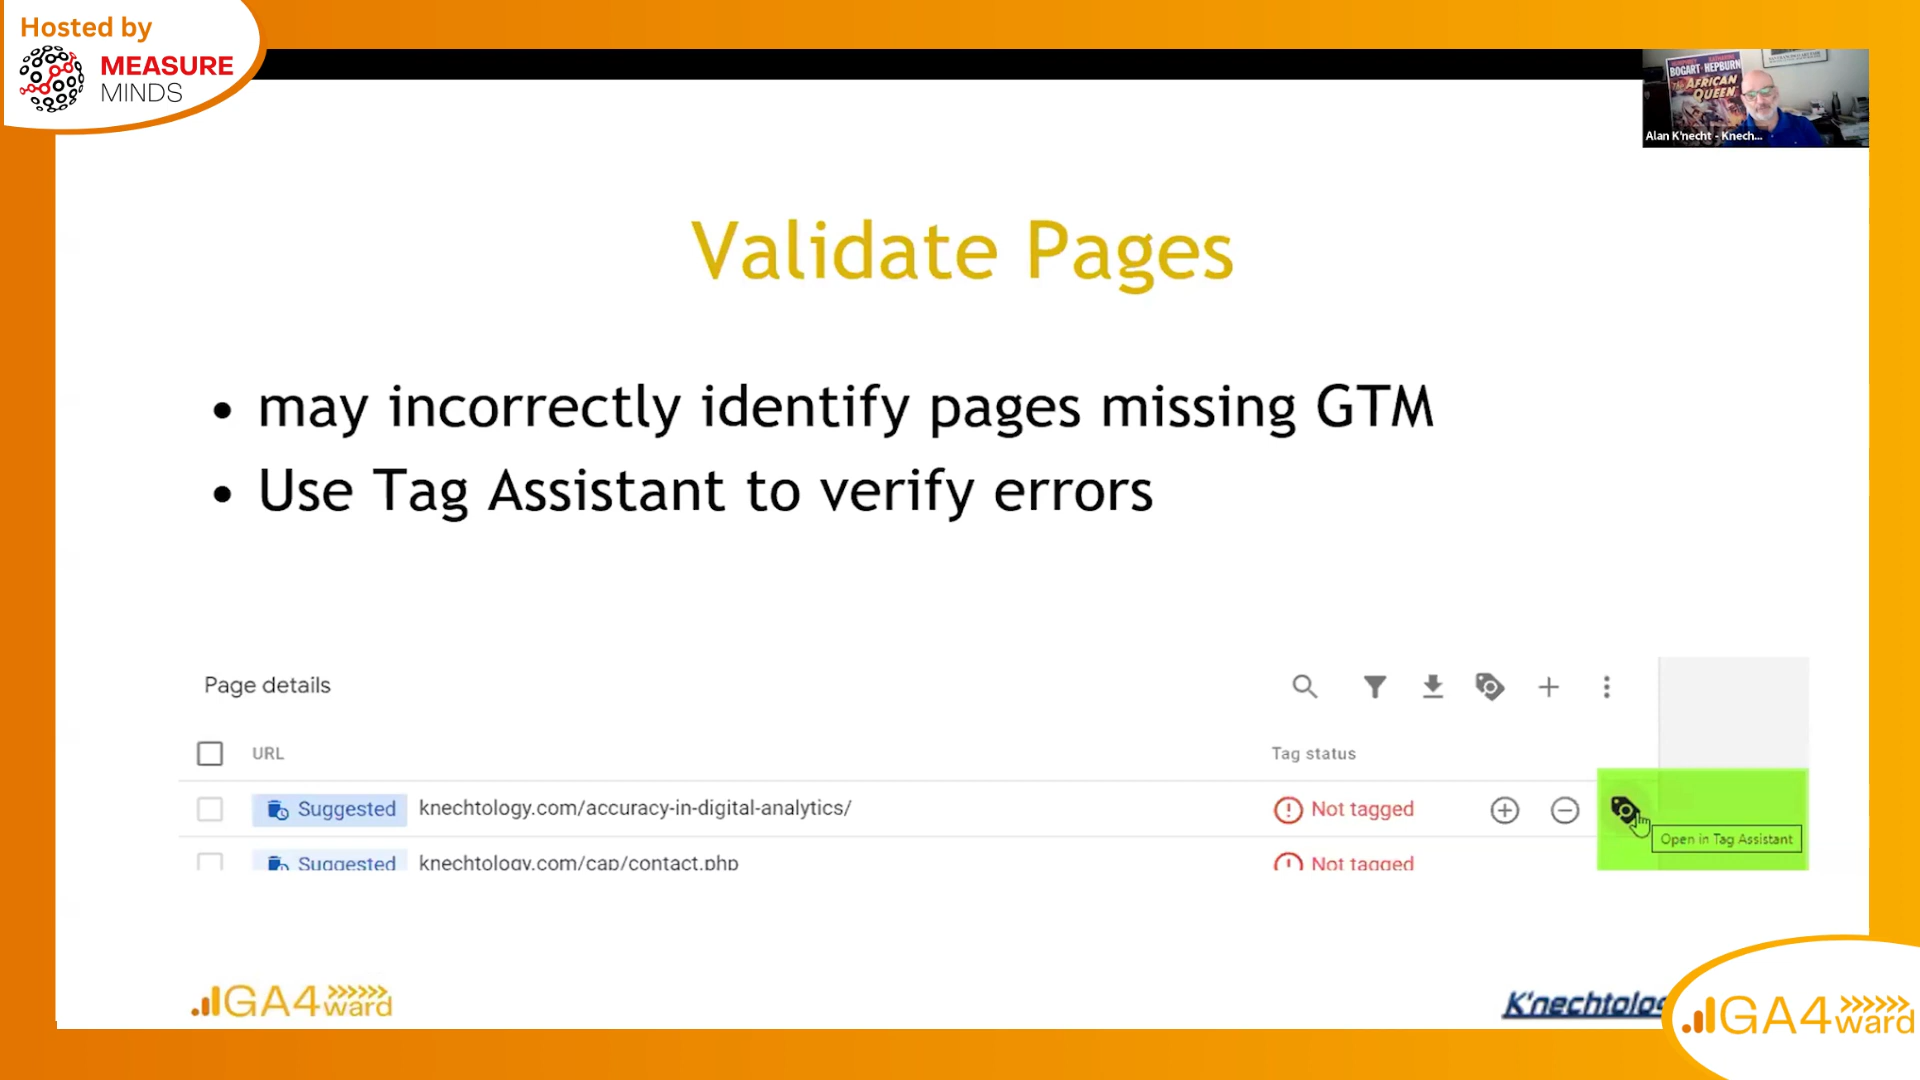 Hosted by
MEASURE
MINDS
BOGART HEPBURN
AFRICAN
QUEEN
Alan K'necht - Knech...
Validate Pages
• may incorrectly identify pages missing GTM
• Use Tag Assistant to verify errors
Page details
URL Tag status
Suggested knechtology.com/accuracy-in-digital-analytics/ Not tagged
Open in Tag Assistant
Suggested knechtology.com/cap/contact.php Not tagged
GA4ward
K'nechtolog
GA4ward